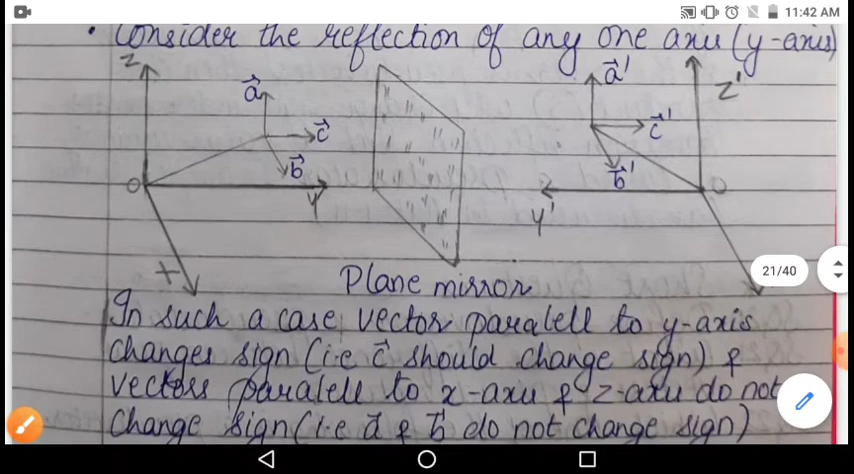 11:42 AM
• Consider the reflection of any one axis (y-axis)
Z
a⃗
c⃗
b⃗
O
Y
X
Plane mirror
a⃗'
c⃗'
b⃗'
Z'
Y'
O
21/40
In such a case vector paralell to y-axis
changes sign (i.e c⃗ should change sign) &
vectors paralell to x-axis & z-axis do not
change sign (i.e a⃗ & b⃗ do not change sign)